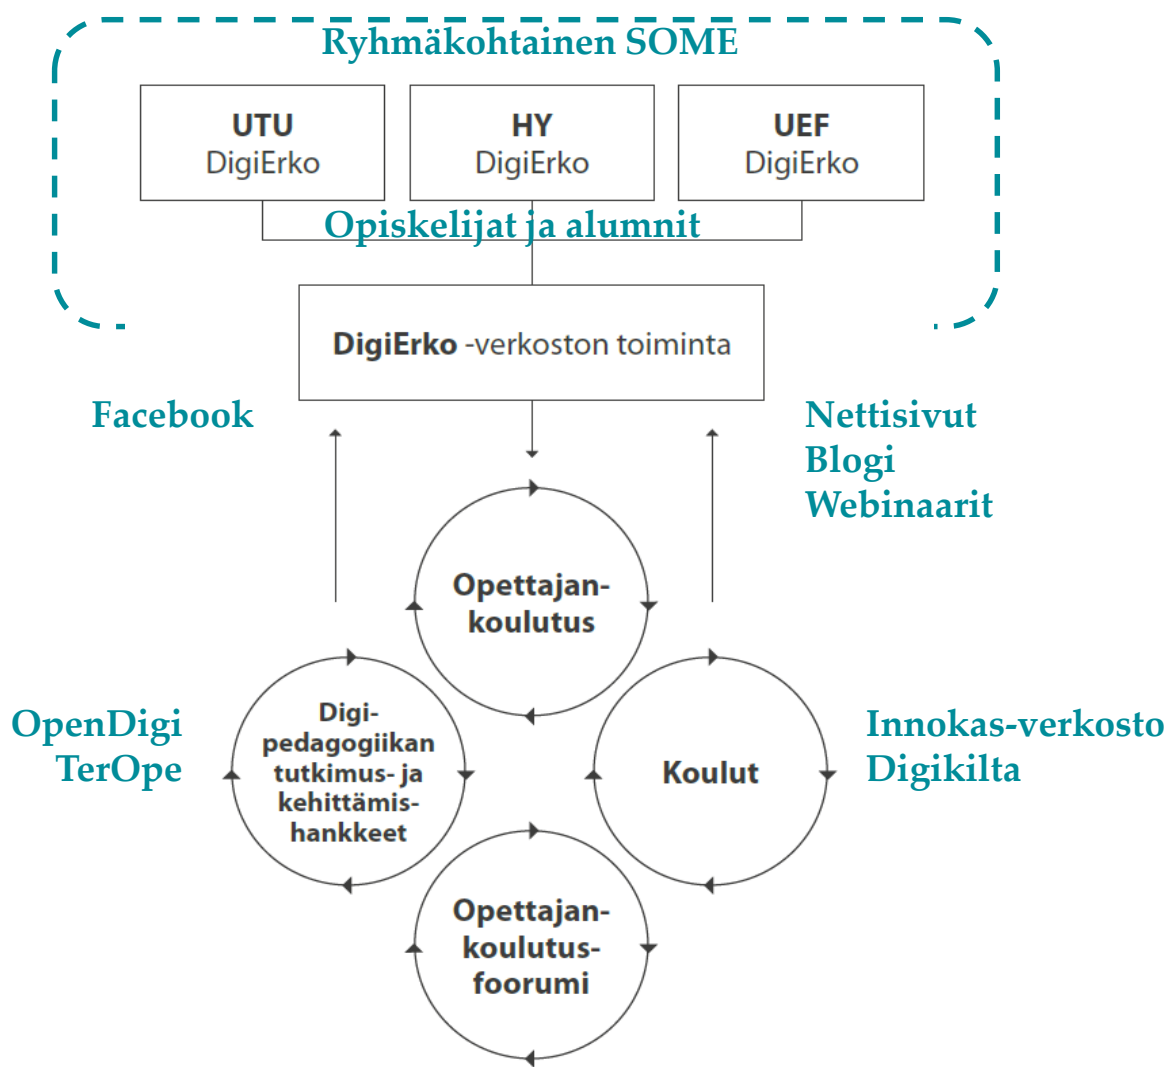 Ryhmäkohtainen SOME
UTU
DigiErko
HY
DigiErko
UEF
DigiErko
Opiskelijat ja alumnit
DigiErko -verkoston toiminta
Facebook
Nettisivut
Blogi
Webinaarit
Opettajan-
koulutus
OpenDigi
TerOpe
Digi-
pedagogiikan
tutkimus- ja
kehittämis-
hankkeet
Koulut
Innokas-verkosto
Digikilta
Opettajan-
koulutus-
foorumi